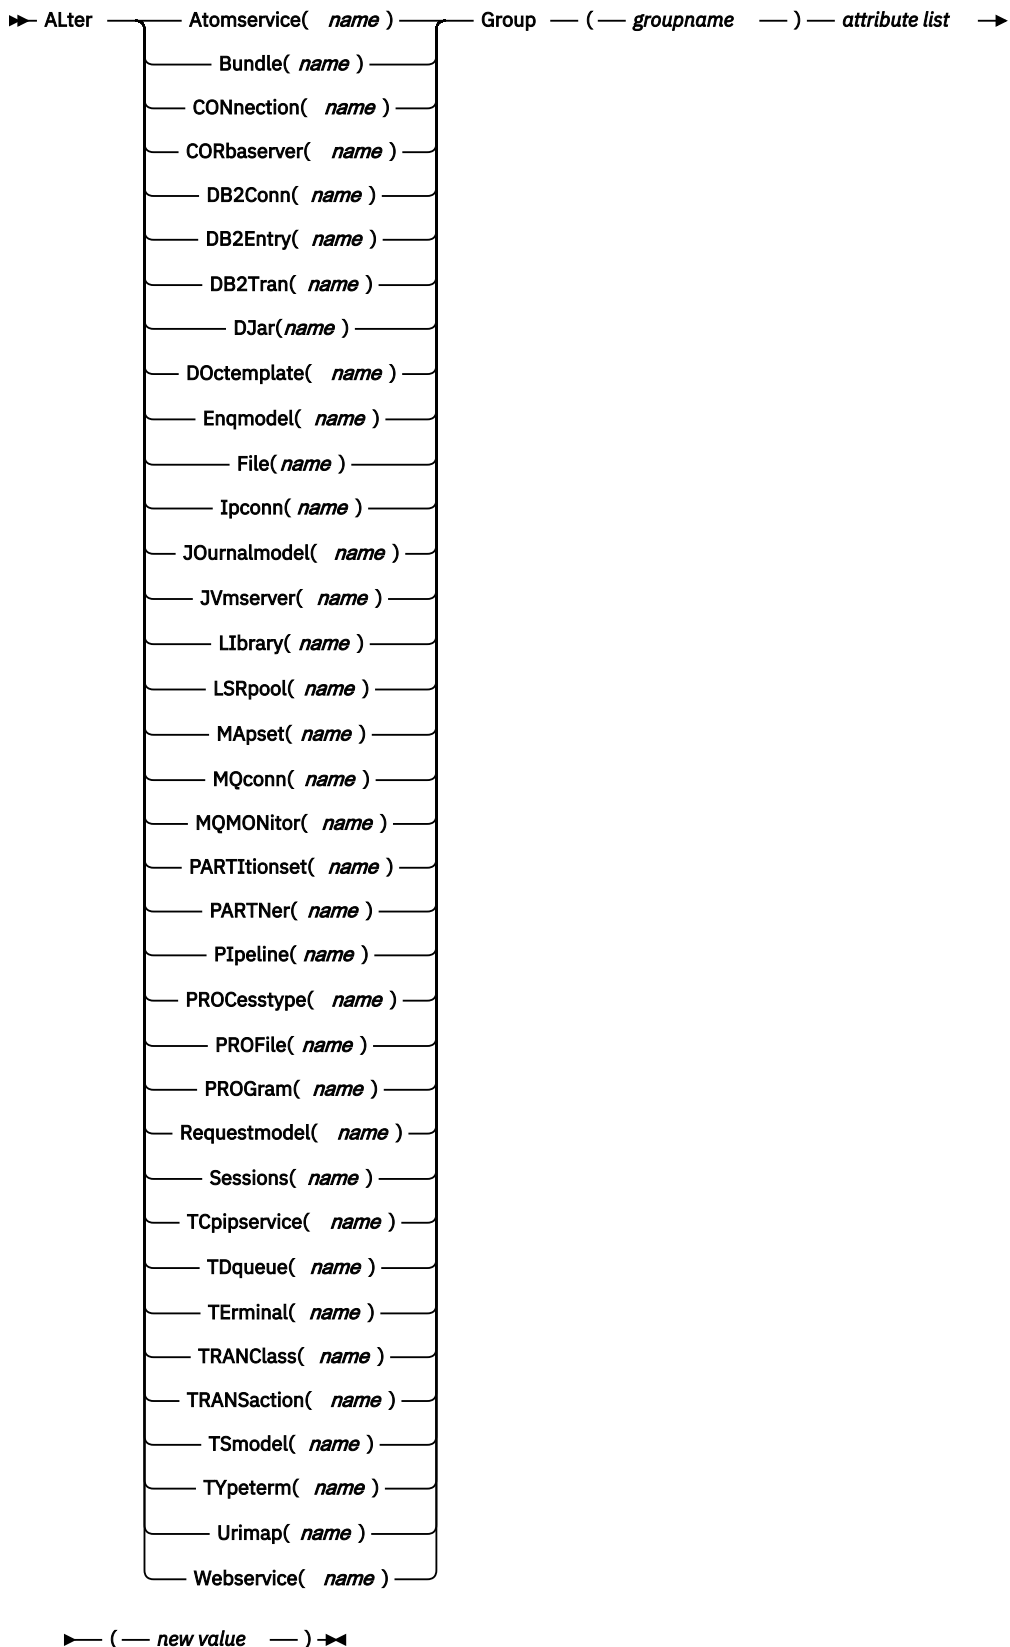 ALter Atomservice( name ) Group ( groupname ) attribute list
Bundle( name )
CONnection( name )
CORbaserver( name )
DB2Conn( name )
DB2Entry( name )
DB2Tran( name )
DJar(name )
DOctemplate( name )
Enqmodel( name )
File(name )
Ipconn( name )
JOurnalmodel( name )
JVmserver( name )
LIbrary( name )
LSRpool( name )
MApset( name )
MQconn( name )
MQMONitor( name )
PARTItionset( name )
PARTNer( name )
PIpeline( name )
PROCesstype( name )
PROFile( name )
PROGram( name )
Requestmodel( name )
Sessions( name )
TCpipservice( name )
TDqueue( name )
TErminal( name )
TRANClass( name )
TRANSaction( name )
TSmodel( name )
TYpeterm( name )
Urimap( name )
Webservice( name )
( new value )